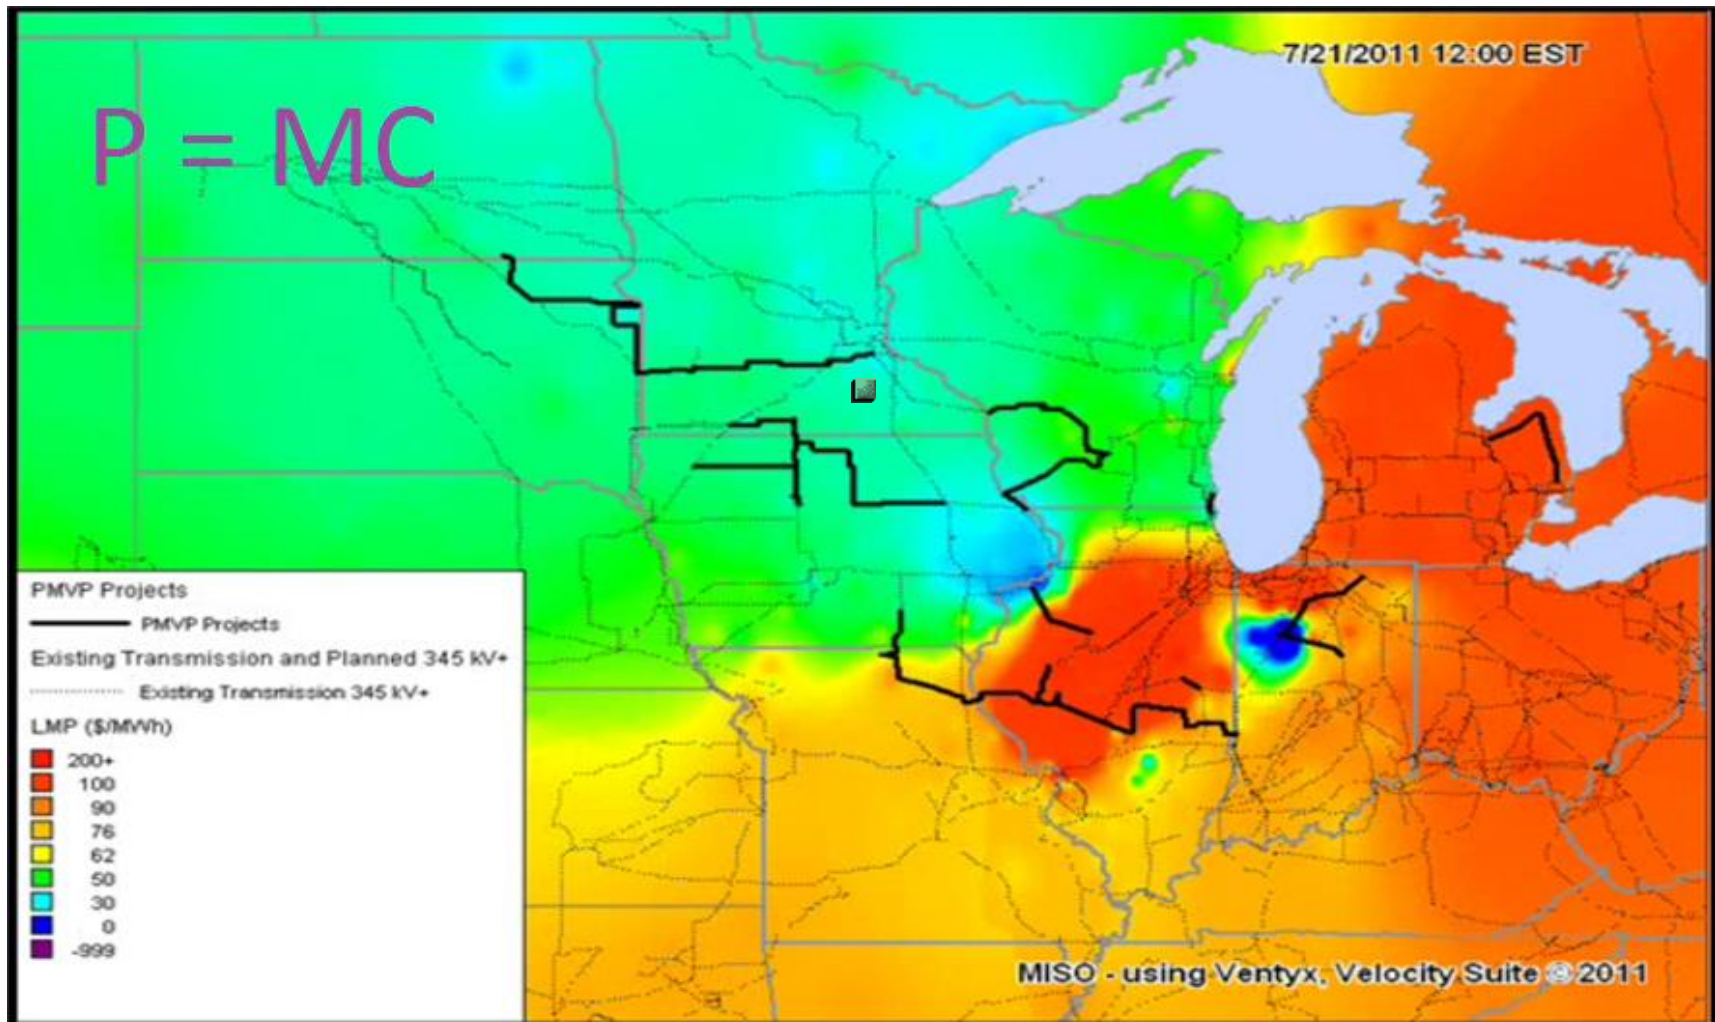 7/21/2011 12:00 EST
P = MC
PMVP Projects
PMVP Projects
Existing Transmission and Planned 345 kV+
Existing Transmission 345 kV+
LMP ($/MWh)
200+
100
90
76
62
50
30
0
-999
MISO - using Ventyx, Velocity Suite © 2011